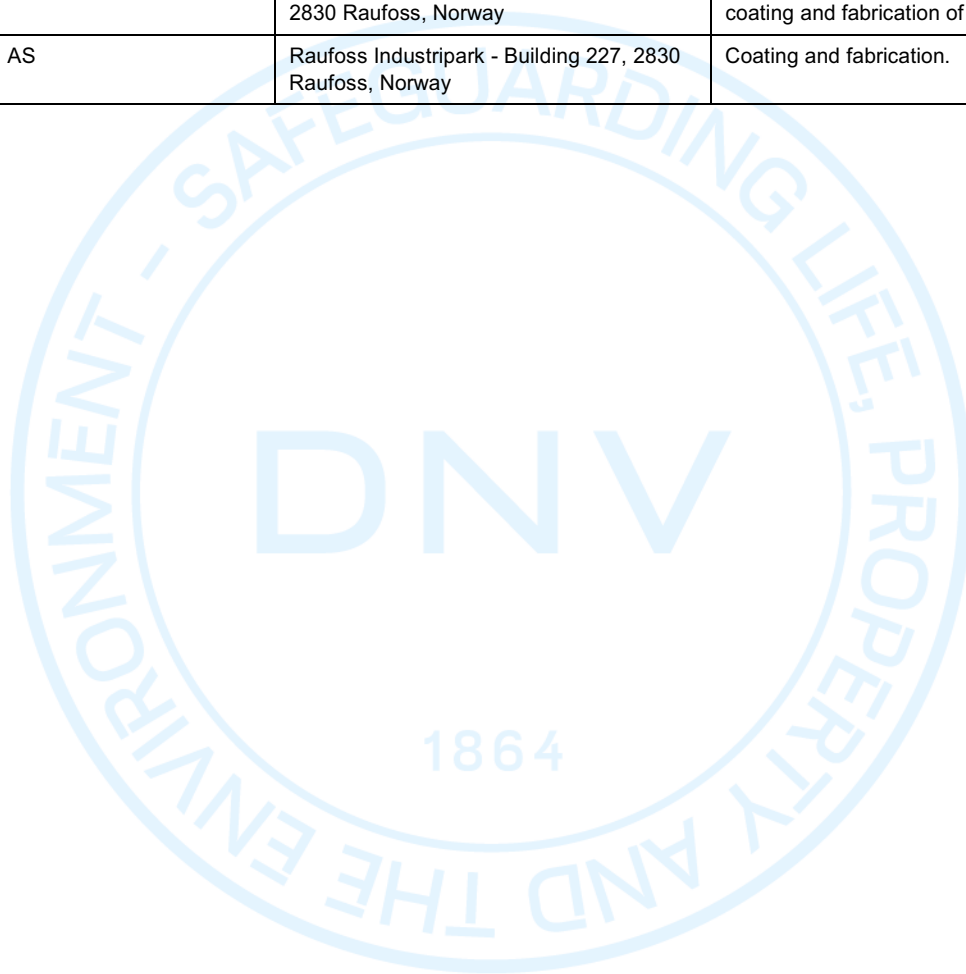 2830 Raufoss, Norway
coating and fabrication of
AS
Raufoss Industripark - Building 227, 2830
Raufoss, Norway
Coating and fabrication.
SAFEGUARDING LIFE, PROPERTY AND THE ENVIRONMENT -
DNV
1864